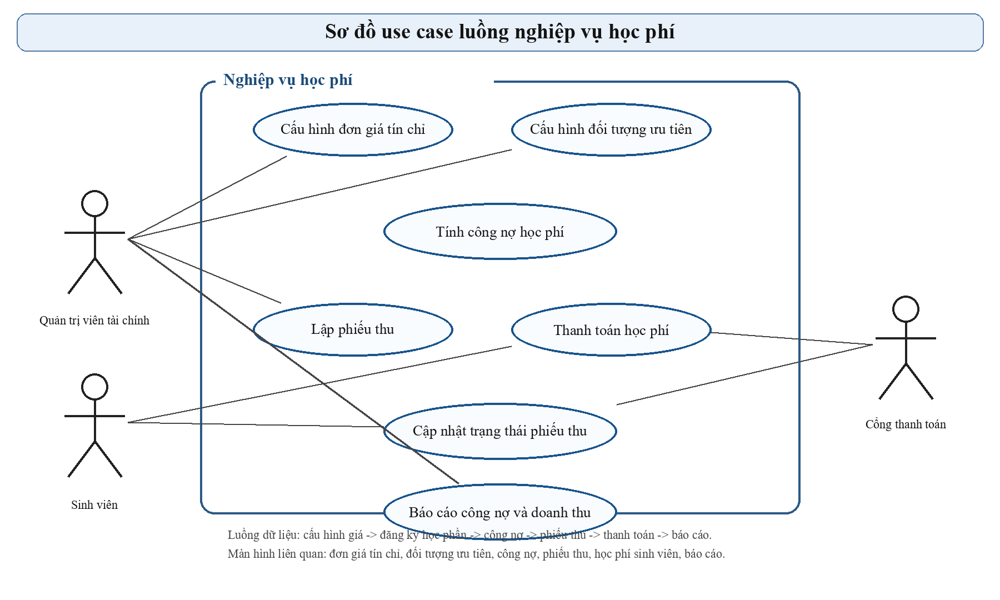 Sơ đồ use case luồng nghiệp vụ học phí
Nghiệp vụ học phí
Cấu hình đơn giá tín chỉ
Cấu hình đối tượng ưu tiên
Tính công nợ học phí
Quản trị viên tài chính
Lập phiếu thu
Thanh toán học phí
Cập nhật trạng thái phiếu thu
Cổng thanh toán
Sinh viên
Báo cáo công nợ và doanh thu
Luồng dữ liệu: cấu hình giá -> đăng ký học phần -> công nợ -> phiếu thu -> thanh toán -> báo cáo.
Màn hình liên quan: đơn giá tín chỉ, đối tượng ưu tiên, công nợ, phiếu thu, học phí sinh viên, báo cáo.